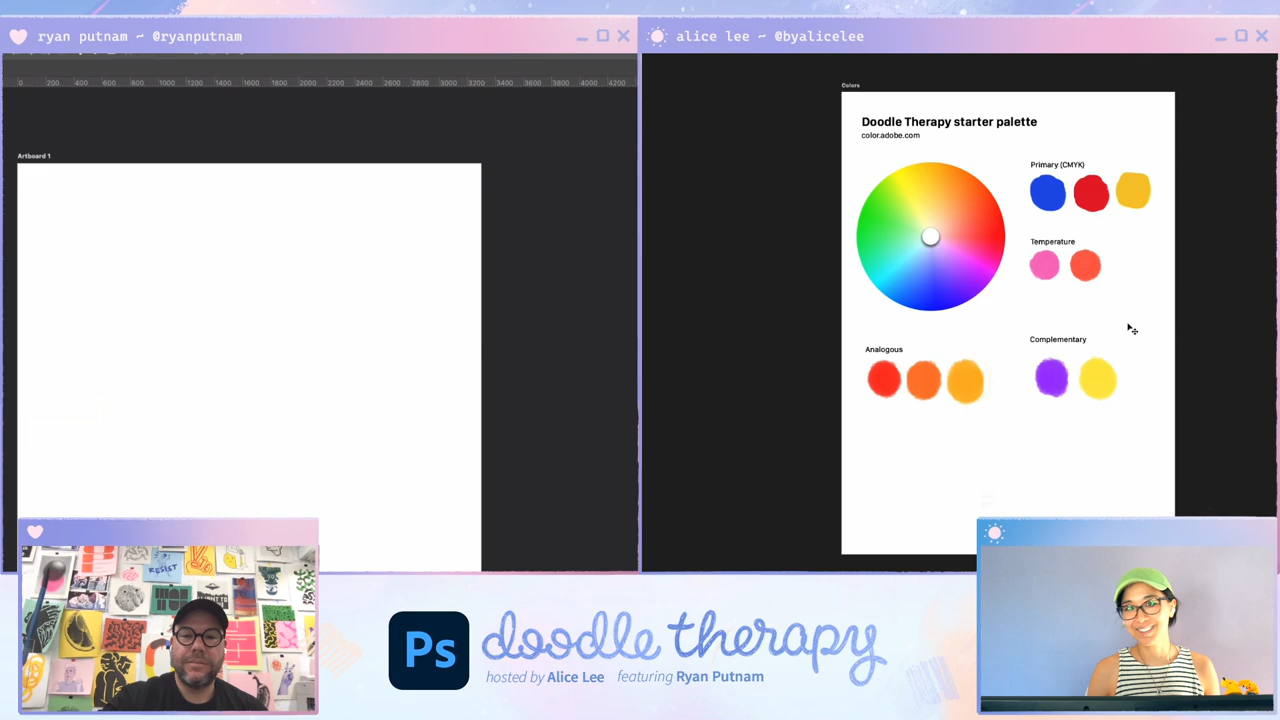 ryan putnam ~ @ryanputnam
alice lee ~ @byalicelee
0 200 400 600 800 1000 1200 1400 1600 1800 2000 2200 2400 2600 2800 3000 3200 3400 3600 3800 4000 4200
Artboard 1
Colors
Doodle Therapy starter palette
color.adobe.com
Primary (CMYK)
Temperature
Analogous
Complementary
RESIST
Ps
doodle therapy
hosted by Alice Lee featuring Ryan Putnam